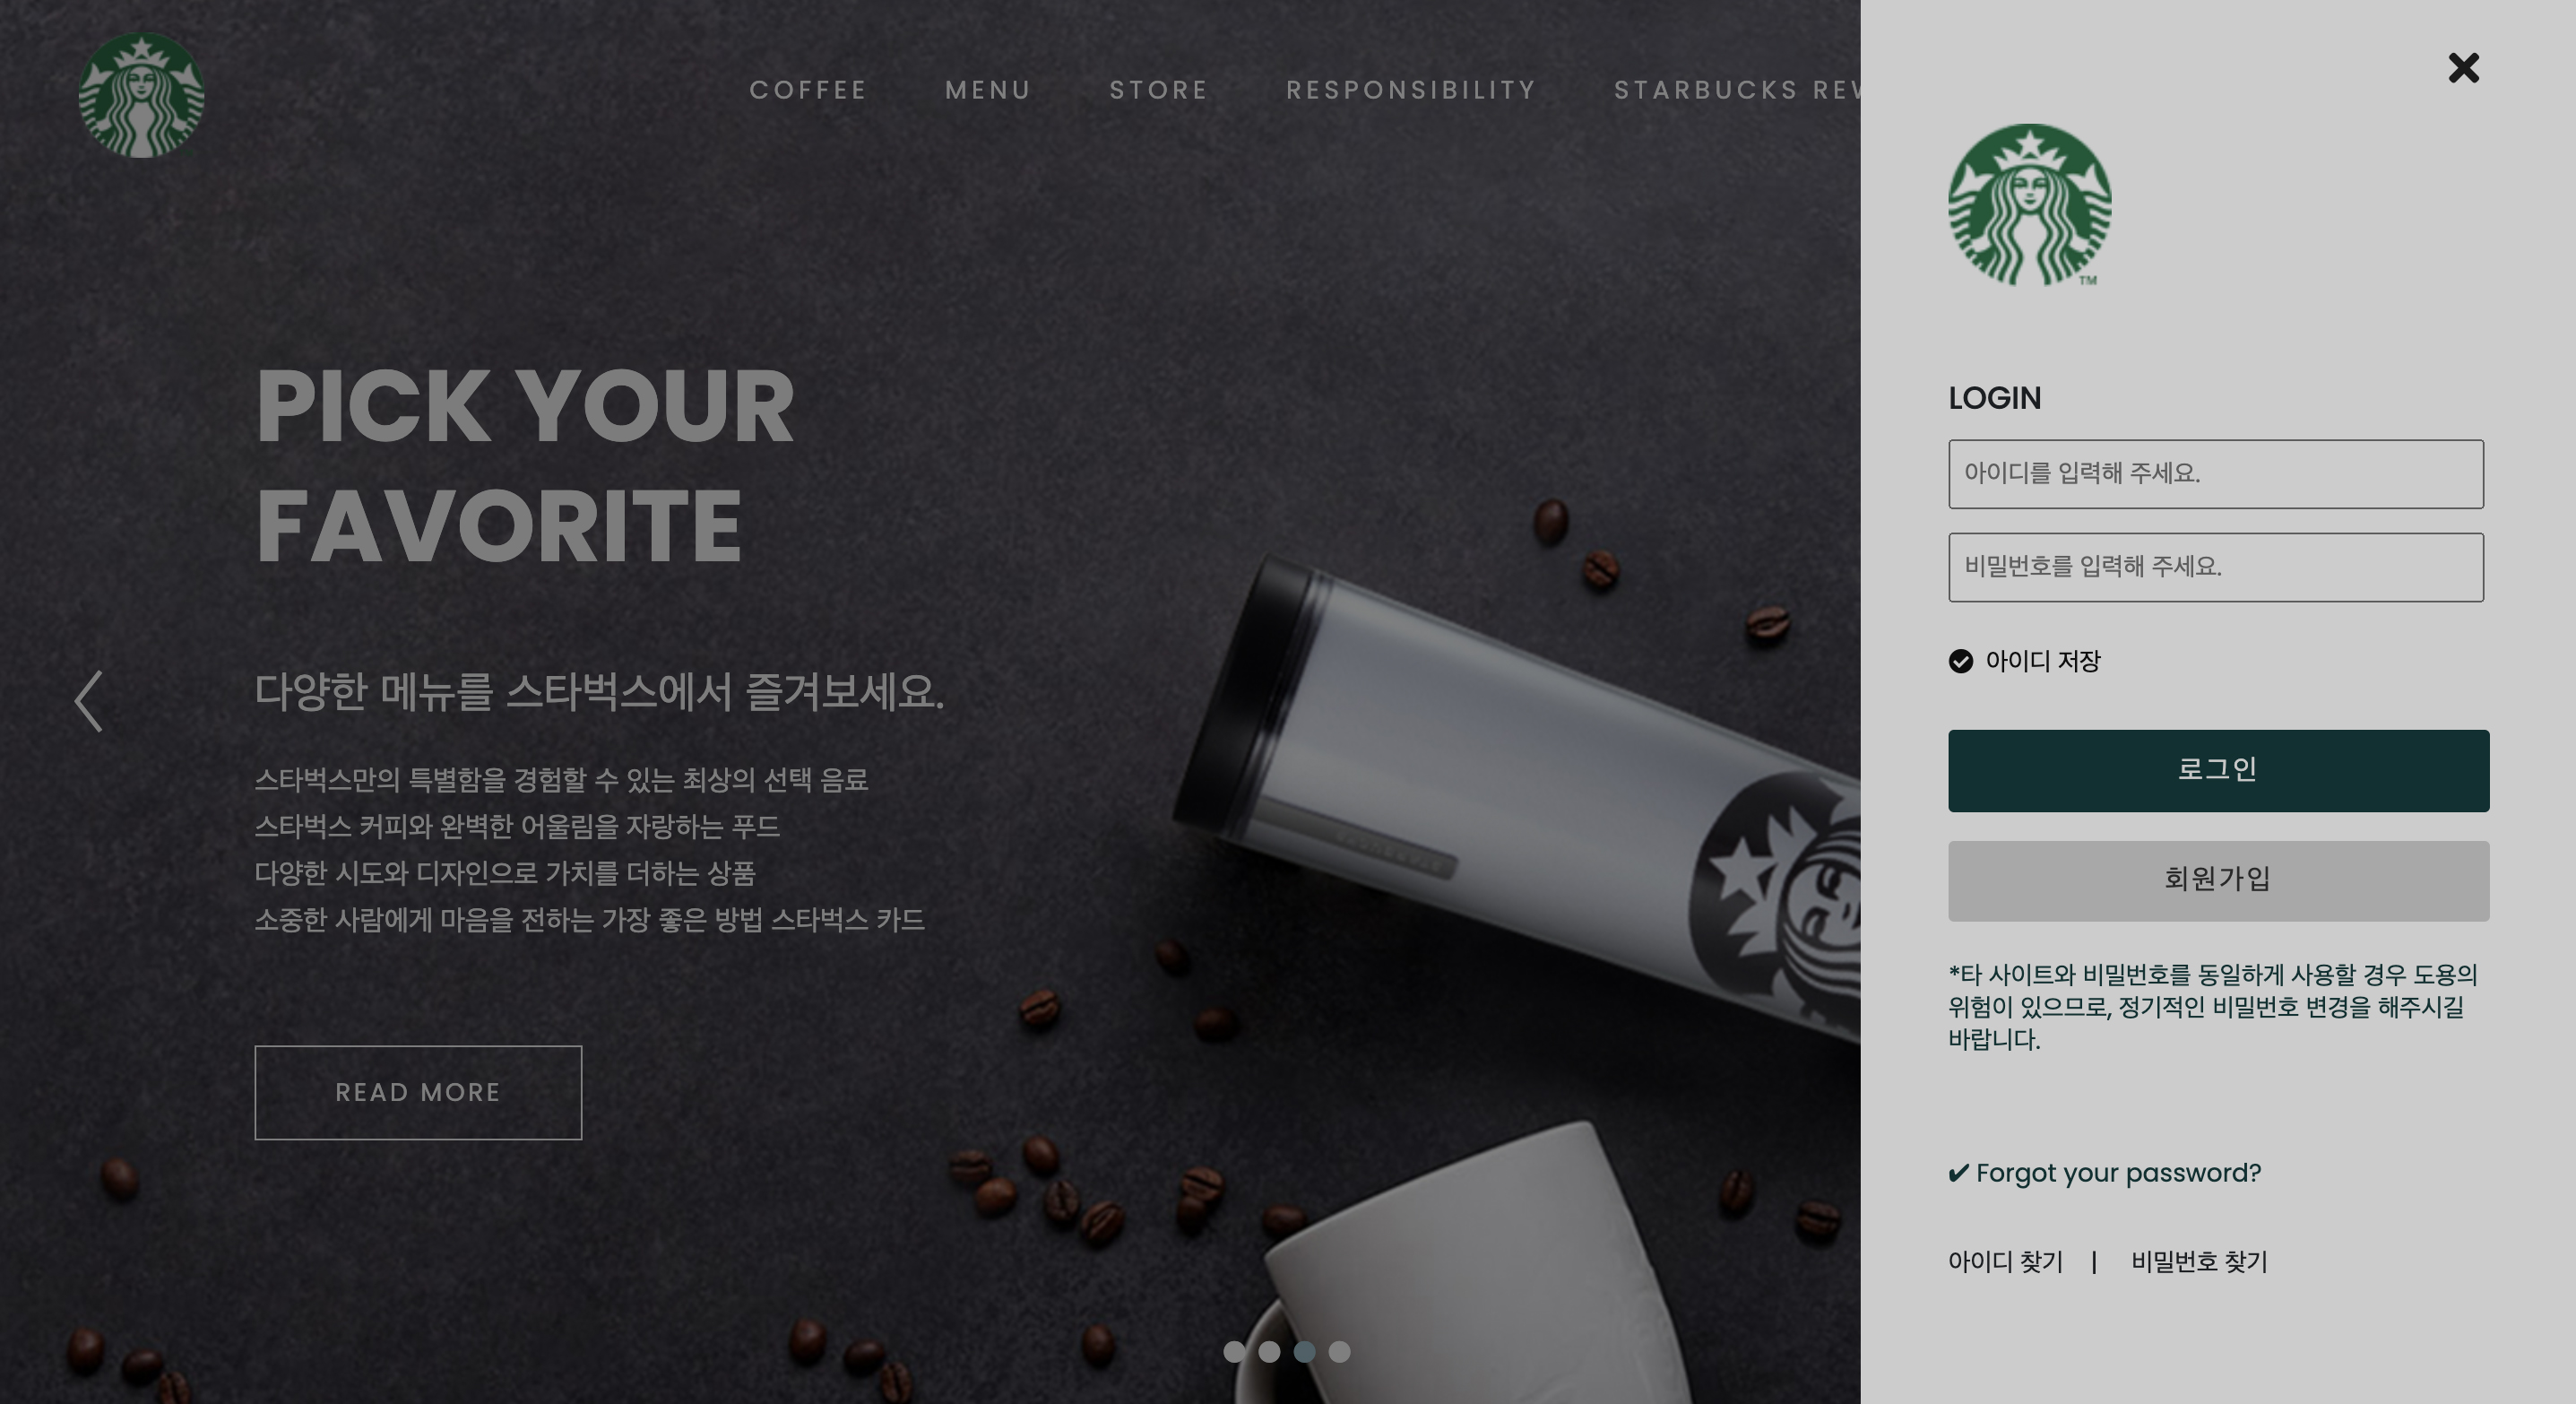 COFFEE MENU STORE RESPONSIBILITY STARBUCKS
PICK YOUR
FAVORITE
다양한 메뉴를 스타벅스에서 즐겨보세요.
스타벅스만의 특별함을 경험할 수 있는 최상의 선택 음료
스타벅스 커피와 완벽한 어울림을 자랑하는 푸드
다양한 시도와 디자인으로 가치를 더하는 상품
소중한 사람에게 마음을 전하는 가장 좋은 방법 스타벅스 카드
READ MORE
TM
LOGIN
아이디를 입력해 주세요.
비밀번호를 입력해 주세요.
아이디 저장
로그인
회원가입
*타 사이트와 비밀번호를 동일하게 사용할 경우 도용의
위험이 있으므로, 정기적인 비밀번호 변경을 해주시길
바랍니다.
✔ Forgot your password?
아이디 찾기 | 비밀번호 찾기